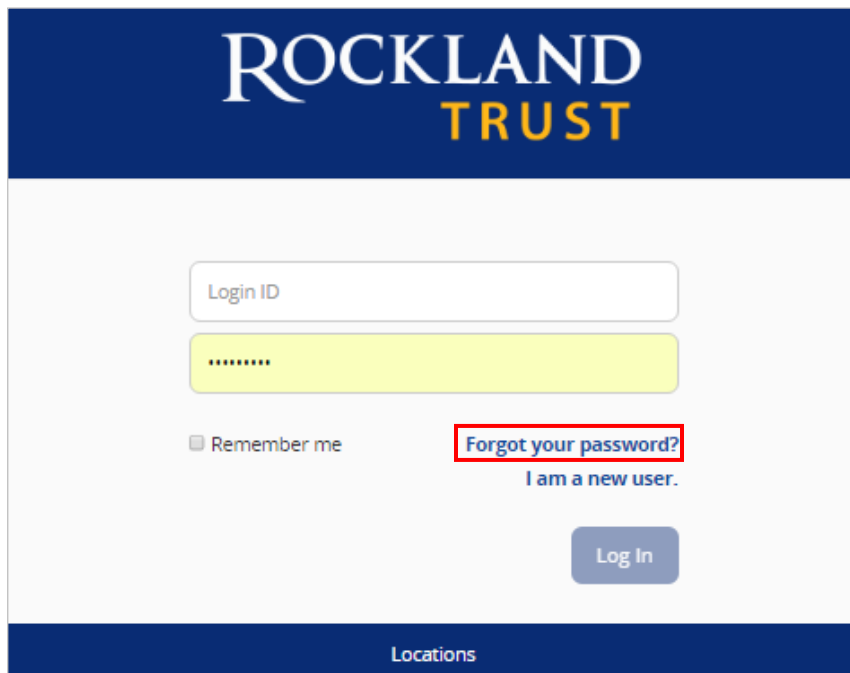 ROCKLAND
TRUST
Login ID
•••••••••
Remember me
Forgot your password?
I am a new user.
Log In
Locations